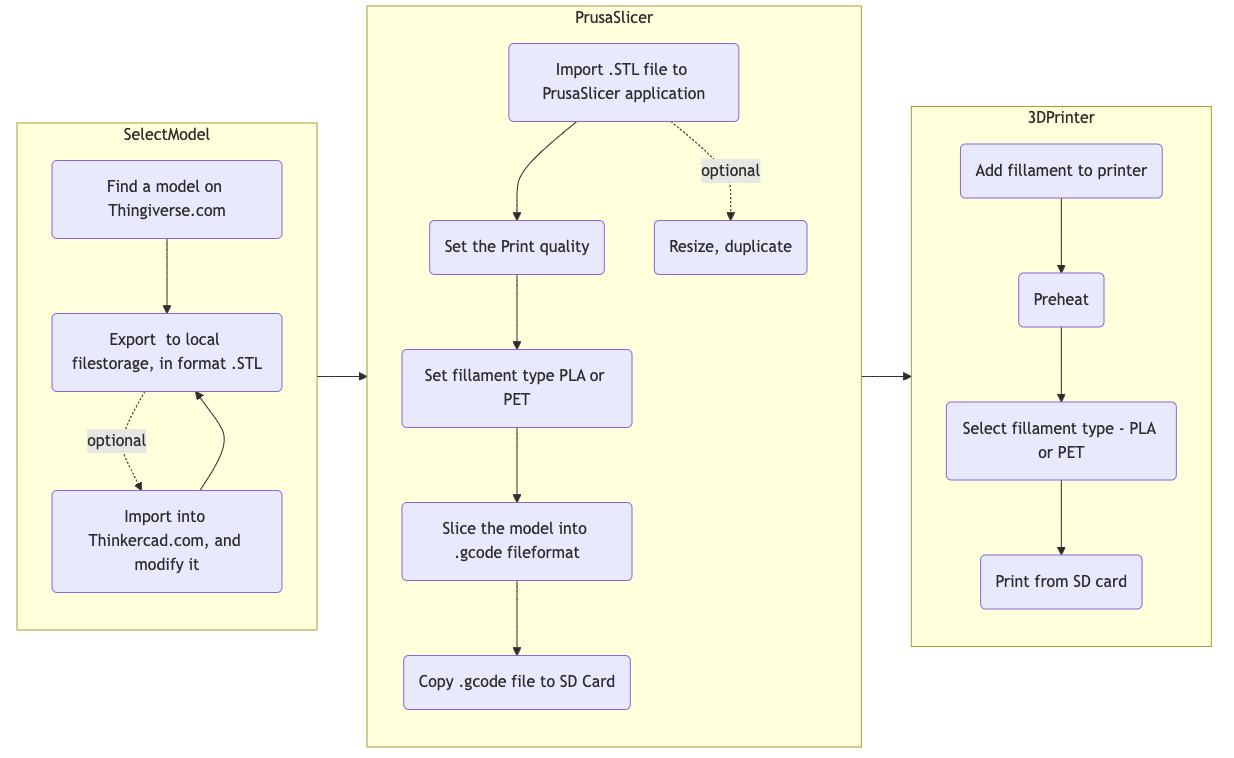 SelectModel
Find a model on
Thingiverse.com
Export  to local
filestorage, in format .STL
optional
Import into
Thinkercad.com, and
modify it
PrusaSlicer
Import .STL file to
PrusaSlicer application
optional
Set the Print quality
Resize, duplicate
Set fillament type PLA or
PET
Slice the model into
.gcode fileformat
Copy .gcode file to SD Card
3DPrinter
Add fillament to printer
Preheat
Select fillament type - PLA
or PET
Print from SD card